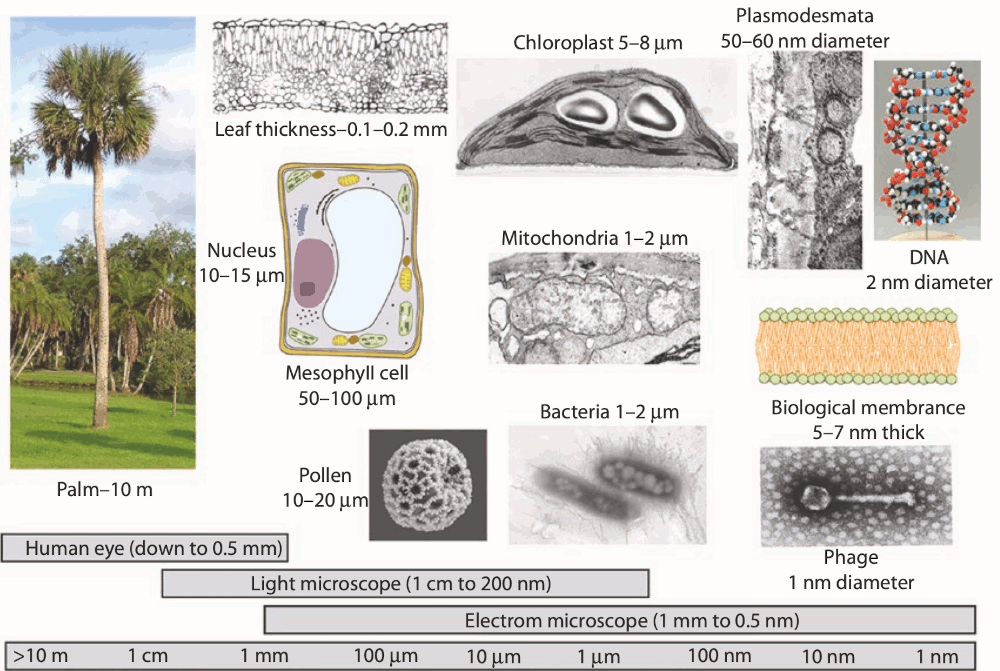 Plasmodesmata
50–60 nm diameter
Chloroplast 5–8 μm
Leaf thickness–0.1–0.2 mm
Nucleus
10–15 μm
Mitochondria 1–2 μm
DNA
2 nm diameter
Mesophyll cell
50–100 μm
Biological membrance
5–7 nm thick
Bacteria 1–2 μm
Pollen
10–20 μm
Palm–10 m
Phage
1 nm diameter
Human eye (down to 0.5 mm)
Light microscope (1 cm to 200 nm)
Electrom microscope (1 mm to 0.5 nm)
>10 m 1 cm 1 mm 100 μm 10 μm 1 μm 100 nm 10 nm 1 nm